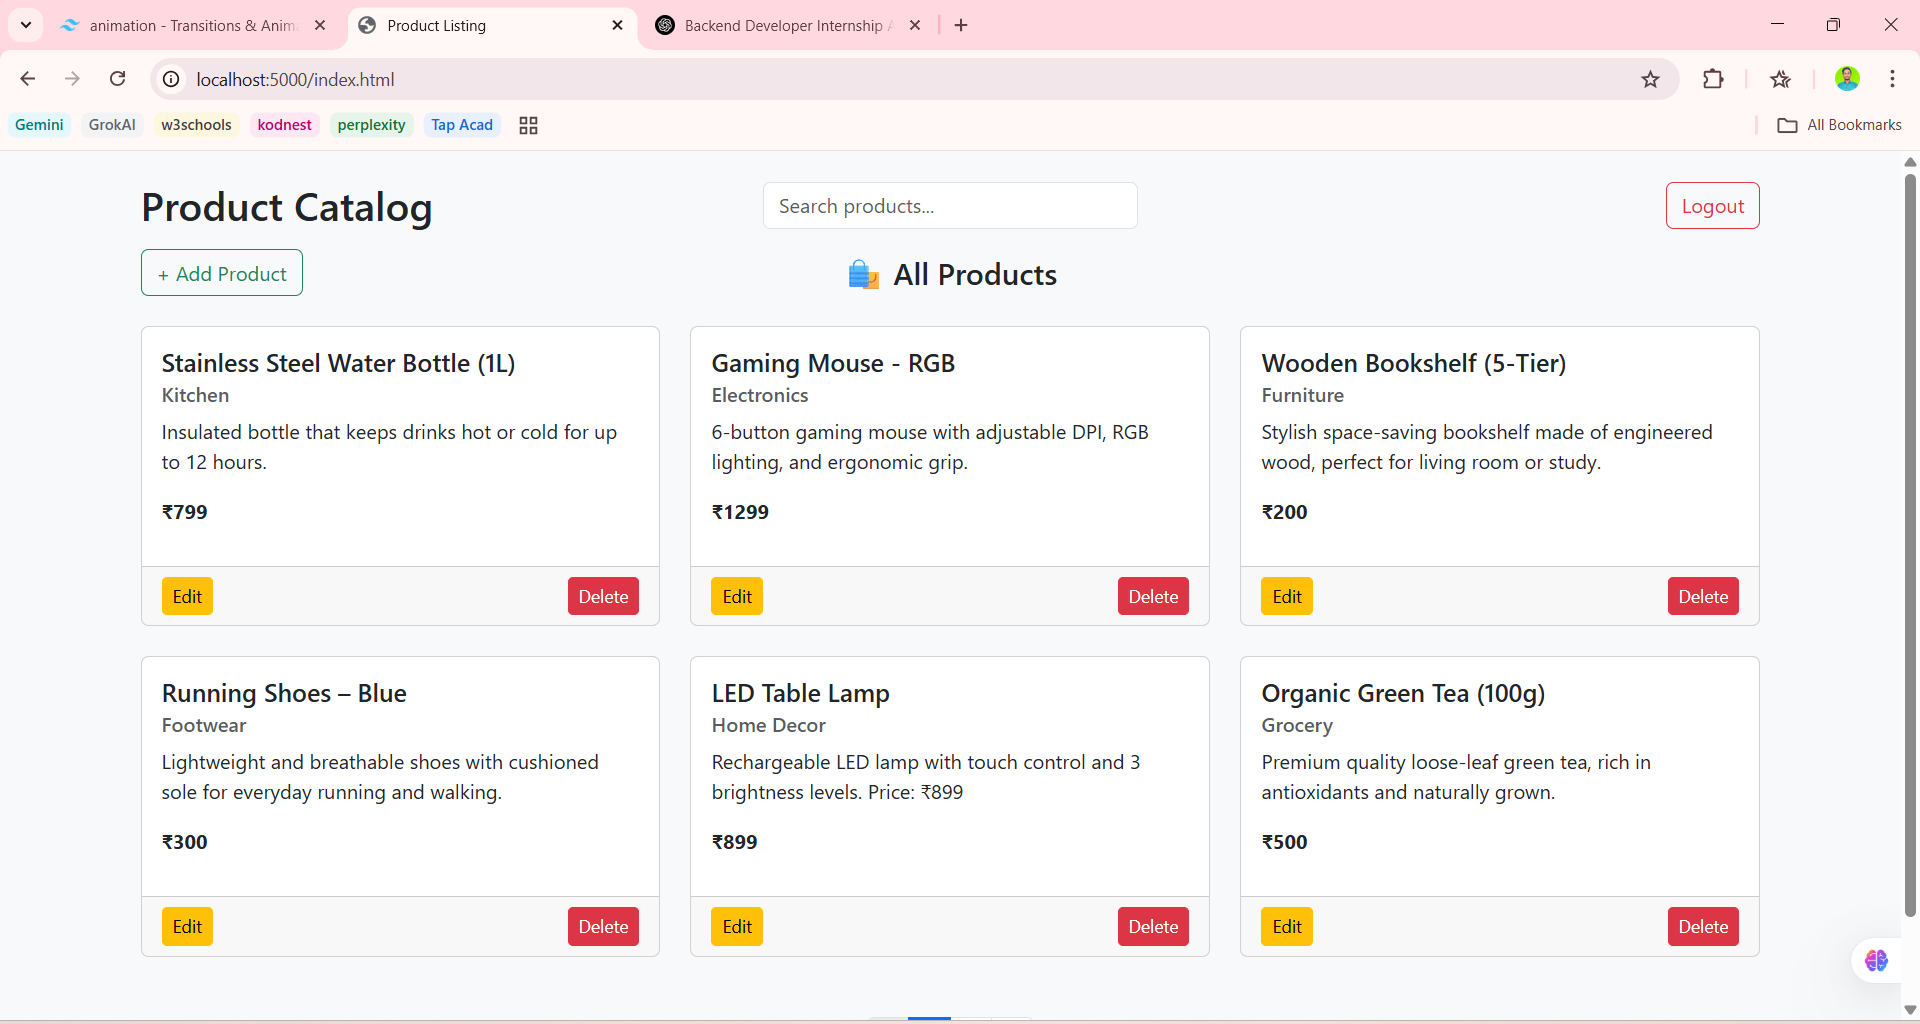 animation - Transitions & Anim
Product Listing
Backend Developer Internship A
localhost:5000/index.html
Gemini
GrokAI
w3schools
kodnest
perplexity
Tap Acad
All Bookmarks
Product Catalog
Search products...
Logout
+ Add Product
All Products
Stainless Steel Water Bottle (1L)
Kitchen
Insulated bottle that keeps drinks hot or cold for up
to 12 hours.
₹799
Edit
Delete
Gaming Mouse - RGB
Electronics
6-button gaming mouse with adjustable DPI, RGB
lighting, and ergonomic grip.
₹1299
Edit
Delete
Wooden Bookshelf (5-Tier)
Furniture
Stylish space-saving bookshelf made of engineered
wood, perfect for living room or study.
₹200
Edit
Delete
Running Shoes – Blue
Footwear
Lightweight and breathable shoes with cushioned
sole for everyday running and walking.
₹300
Edit
Delete
LED Table Lamp
Home Decor
Rechargeable LED lamp with touch control and 3
brightness levels. Price: ₹899
₹899
Edit
Delete
Organic Green Tea (100g)
Grocery
Premium quality loose-leaf green tea, rich in
antioxidants and naturally grown.
₹500
Edit
Delete